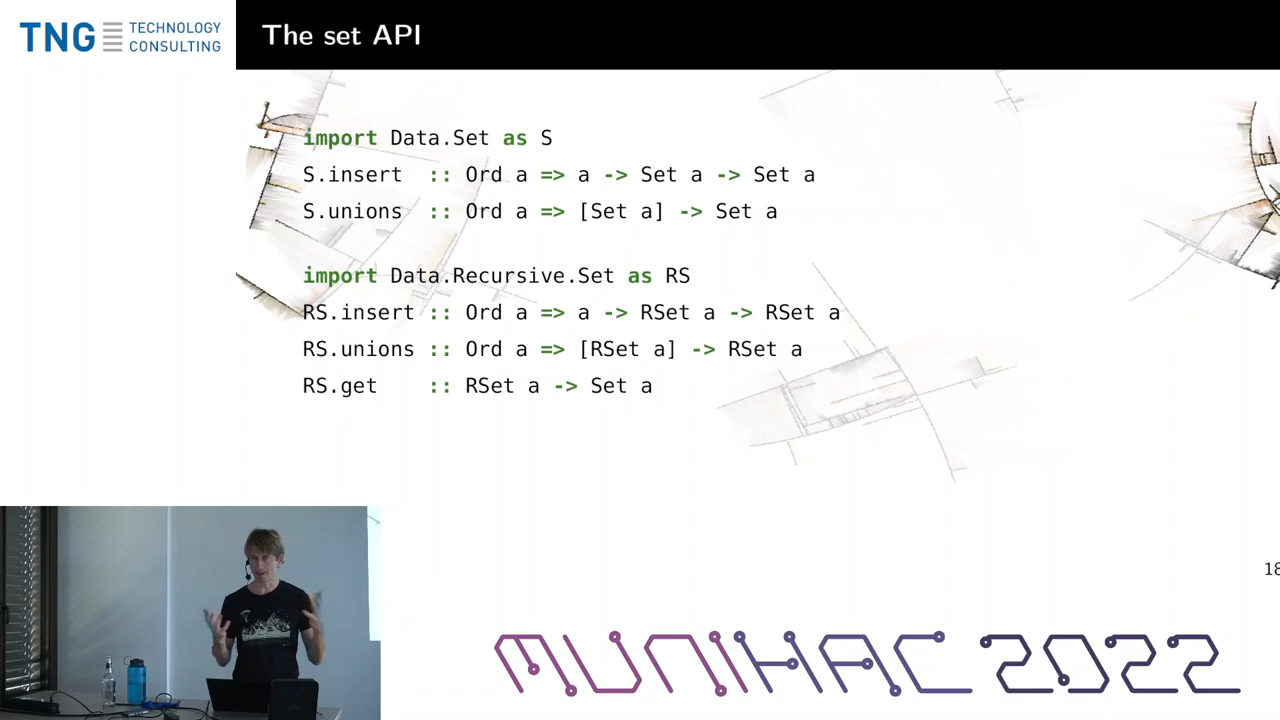 TNG TECHNOLOGY
CONSULTING
The set API
import Data.Set as S
S.insert :: Ord a => a -> Set a -> Set a
S.unions :: Ord a => [Set a] -> Set a
import Data.Recursive.Set as RS
RS.insert :: Ord a => a -> RSet a -> RSet a
RS.unions :: Ord a => [RSet a] -> RSet a
RS.get :: RSet a -> Set a
18
MUNIHAC 2022